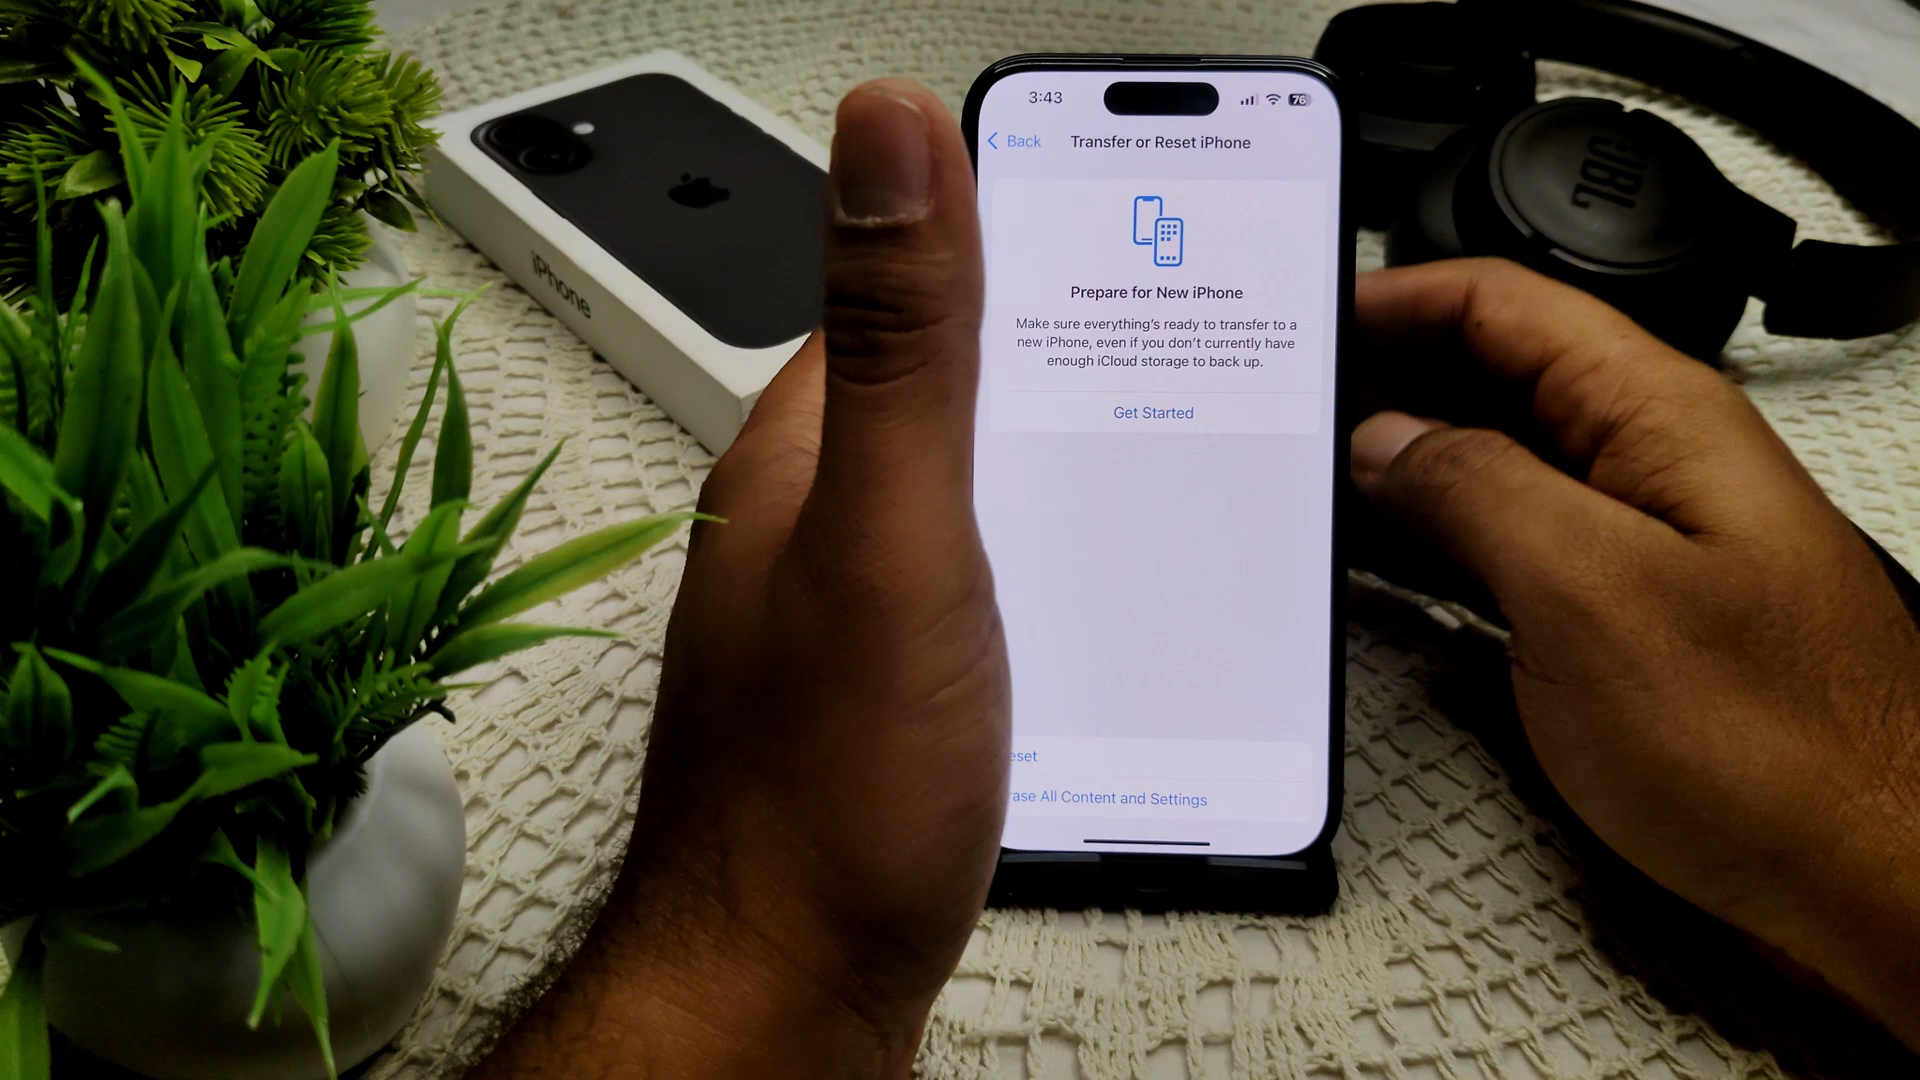 3:43
76
Back
Transfer or Reset iPhone
Prepare for New iPhone
Make sure everything's ready to transfer to a
new iPhone, even if you don't currently have
enough iCloud storage to back up.
Get Started
eset
rase All Content and Settings
iPhone
JBL